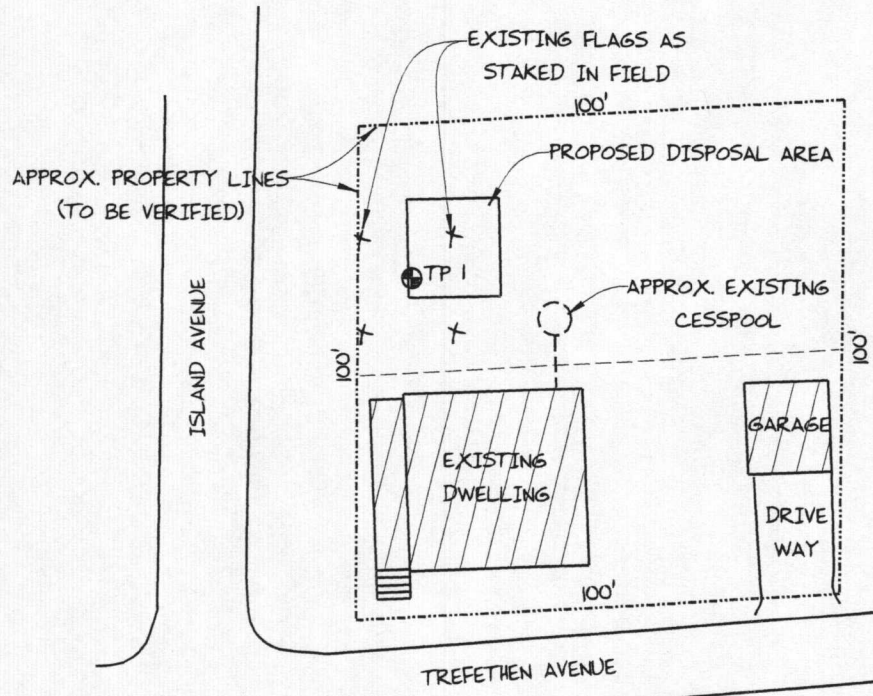 EXISTING FLAGS AS
STAKED IN FIELD
100'
APPROX. PROPERTY LINES
(TO BE VERIFIED)
PROPOSED DISPOSAL AREA
TP 1
APPROX. EXISTING
CESSPOOL
ISLAND AVENUE
100'
100'
GARAGE
EXISTING
DWELLING
DRIVE
WAY
100'
TREFETHEN AVENUE